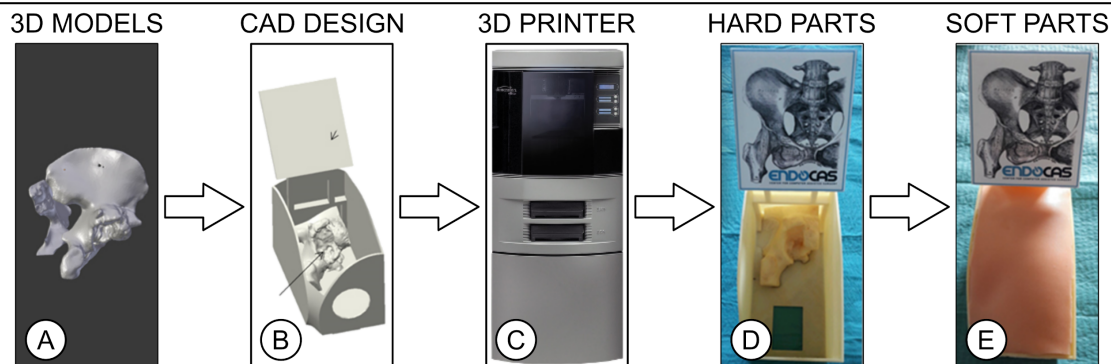 3D MODELS
CAD DESIGN
3D PRINTER
HARD PARTS
SOFT PARTS
ENDOCAS
ENDOCAS
A
B
C
D
E